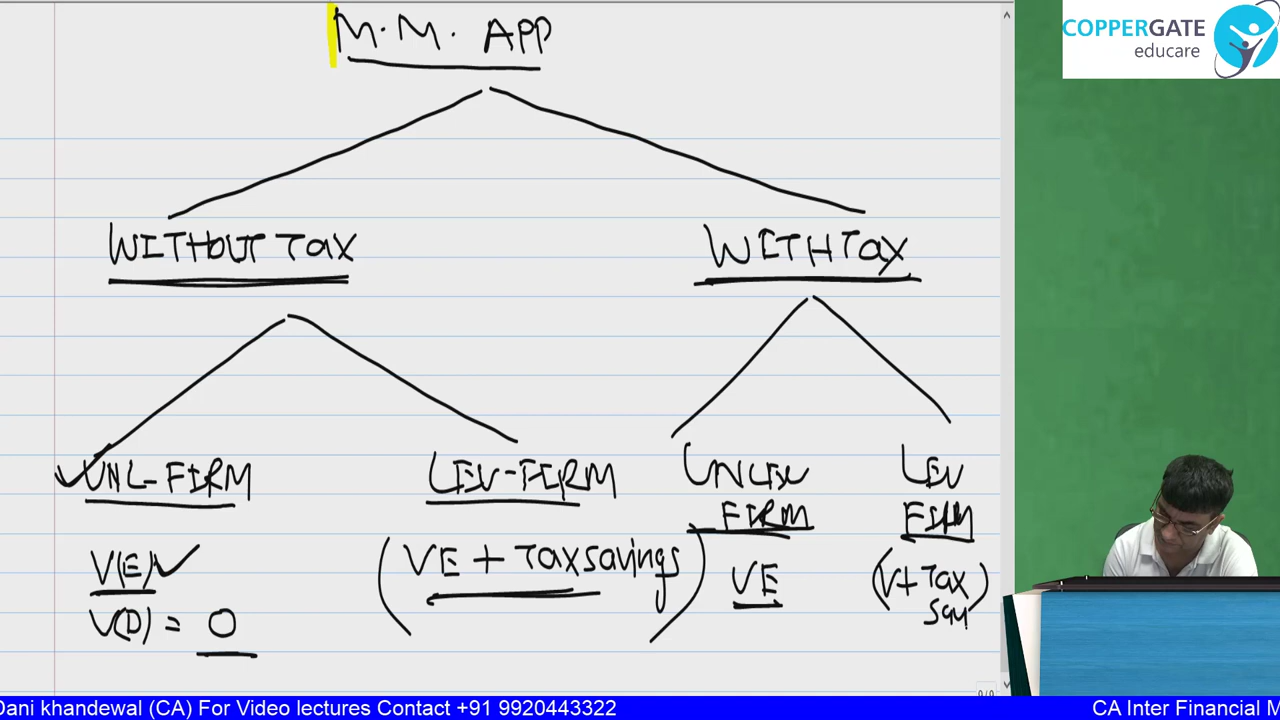 M.M. APP
COPPERGATE
educare
WITHOUT TAX
WITH TAX
UNL-FIRM
LEV-FIRM
UNLEV
FIRM
LEV
FIRM
V(E)
V(D) = 0
(VE + Tax savings)
VE
(V+ Tax
sav)
Dani khandewal (CA) For Video lectures Contact +91 9920443322
CA Inter Financial M